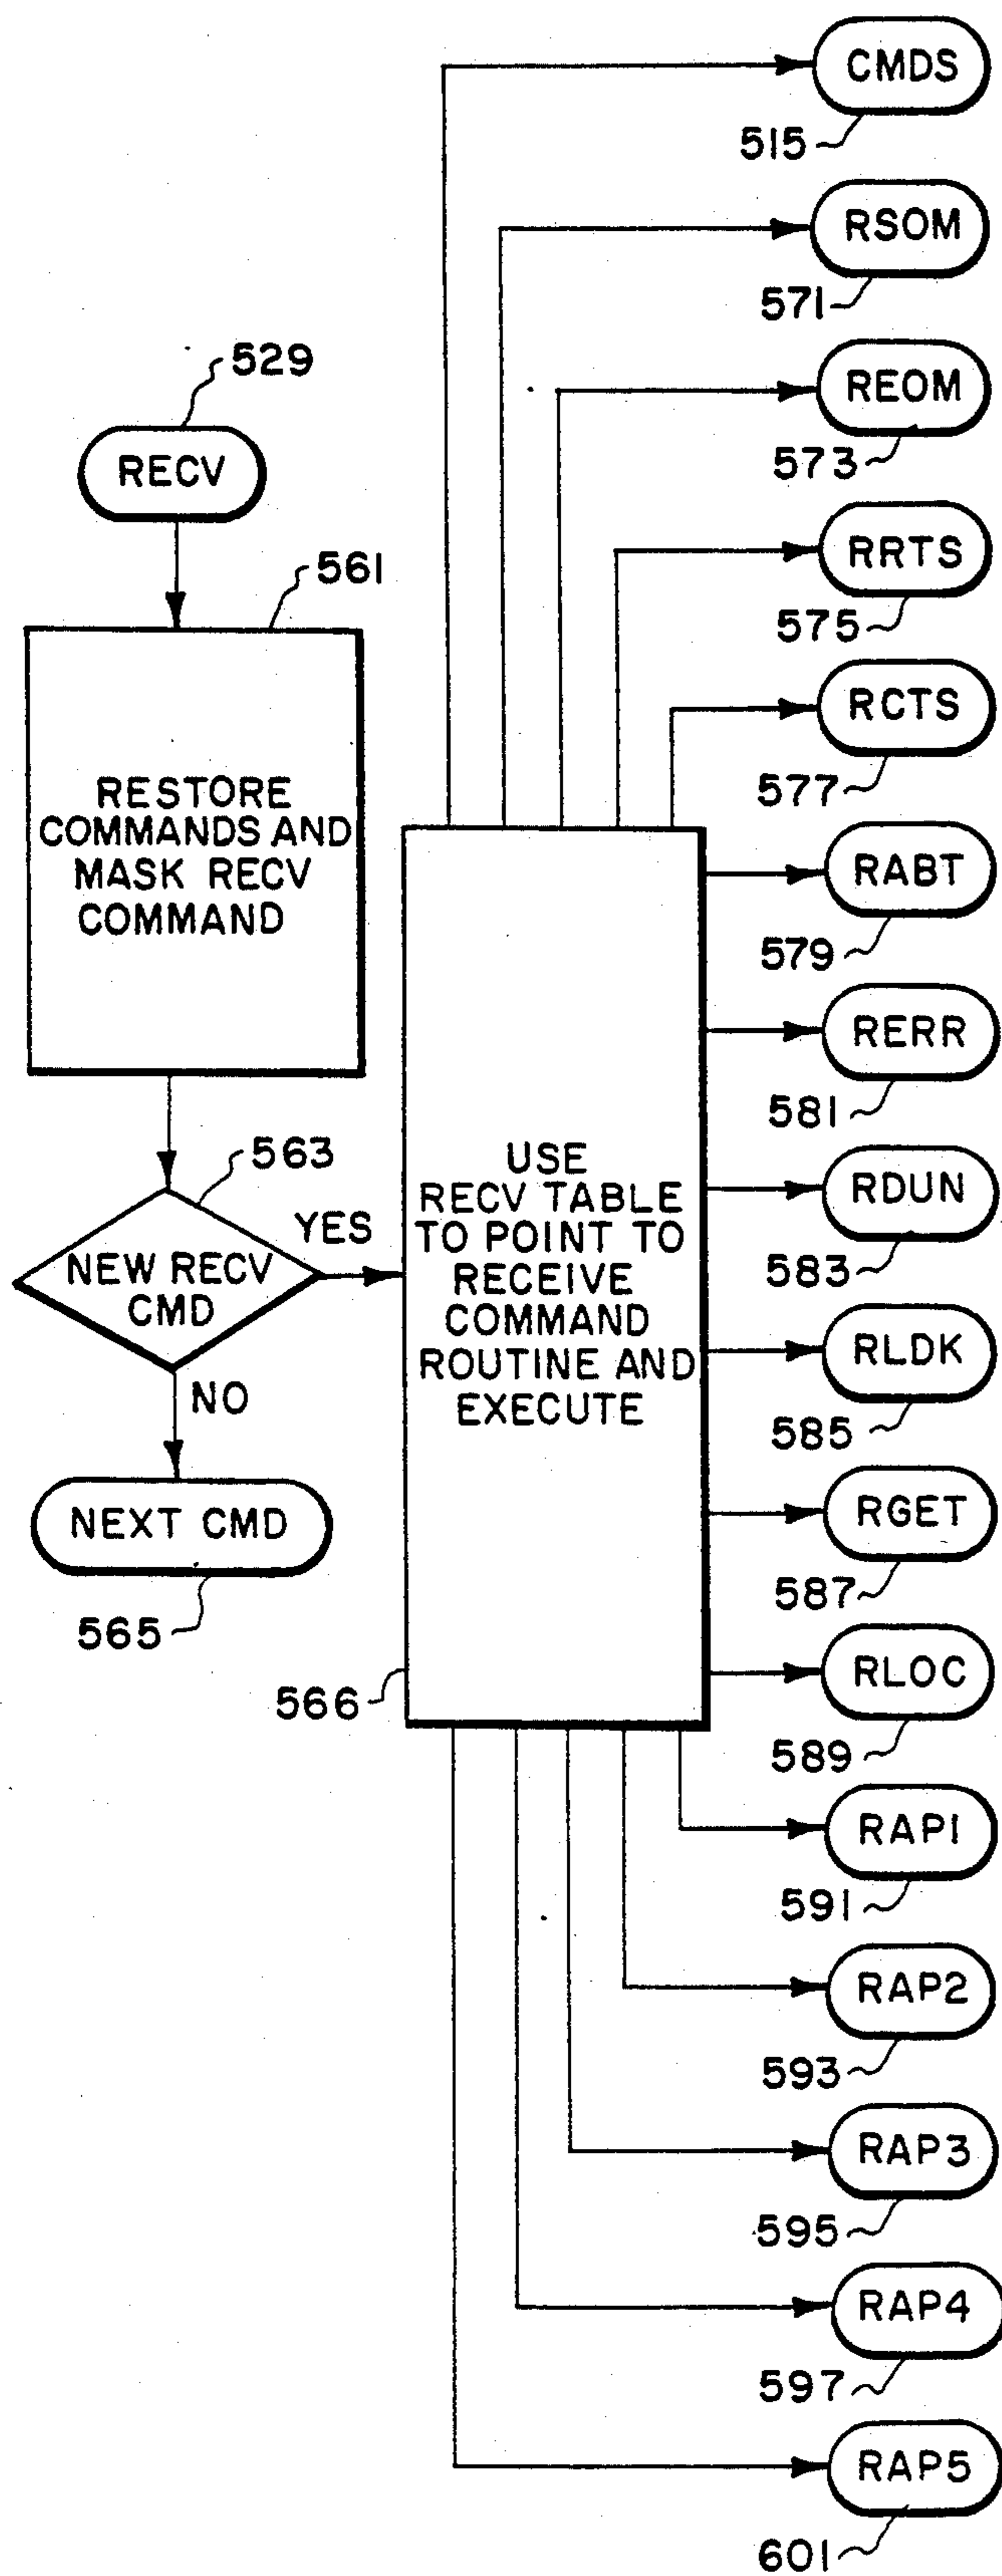 CMDS
515
RSOM
571
REOM
573
RRTS
575
RCTS
577
RABT
579
RERR
581
RDUN
583
RLDK
585
RGET
587
RLOC
589
RAP1
591
RAP2
593
RAP3
595
RAP4
597
RAP5
601
529
RECV
561
RESTORE
COMMANDS AND
MASK RECV
COMMAND
563
NEW RECV
CMD
YES
NO
NEXT CMD
565
USE
RECV TABLE
TO POINT TO
RECEIVE
COMMAND
ROUTINE AND
EXECUTE
566